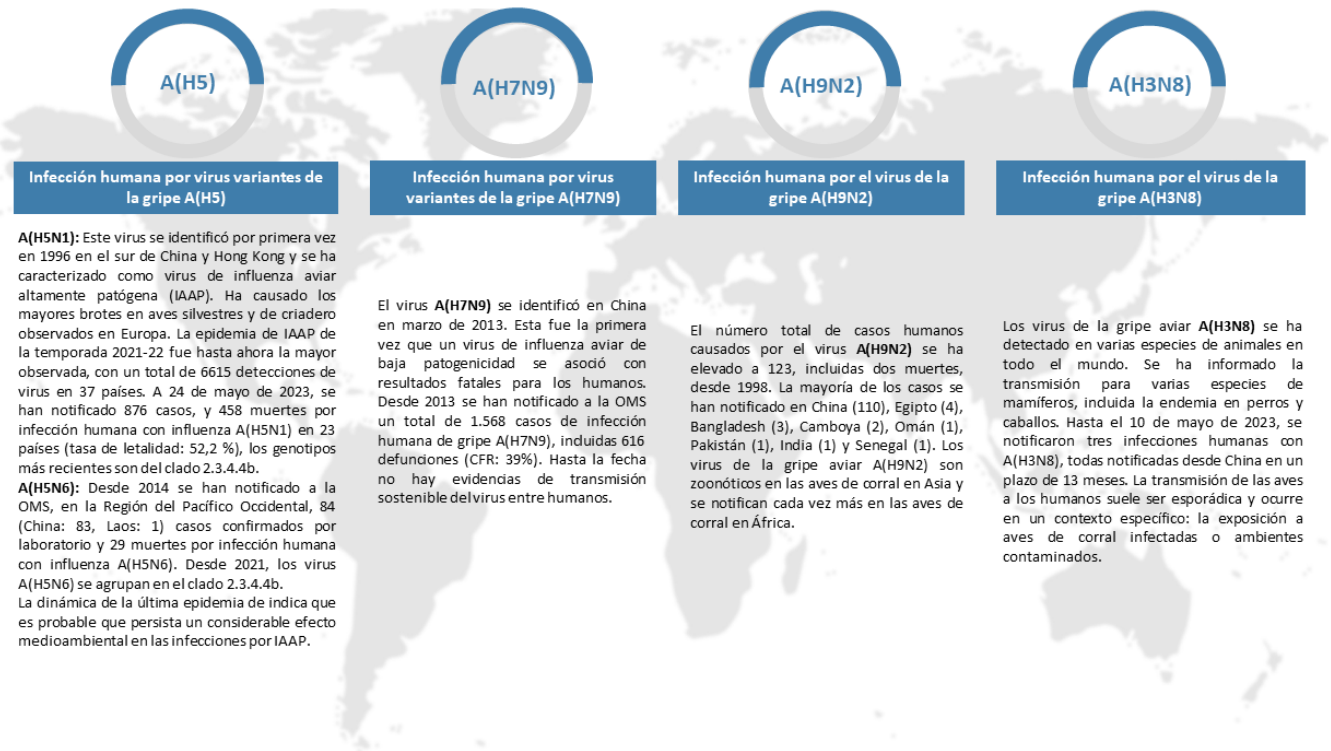 A(H5)
Infección humana por virus variantes de
la gripe A(H5)
A(H5N1): Este virus se identificó por primera vez
en 1996 en el sur de China y Hong Kong y se ha
caracterizado como virus de influenza aviar
altamente patógena (IAAP). Ha causado los
mayores brotes en aves silvestres y de criadero
observados en Europa. La epidemia de IAAP de
la temporada 2021-22 fue hasta ahora la mayor
observada, con un total de 6615 detecciones de
virus en 37 países. A 24 de mayo de 2023, se
han notificado 876 casos, y 458 muertes por
infección humana con influenza A(H5N1) en 23
países (tasa de letalidad: 52,2 %), los genotipos
más recientes son del clado 2.3.4.4b.
A(H5N6): Desde 2014 se han notificado a la
OMS, en la Región del Pacífico Occidental, 84
(China: 83, Laos: 1) casos confirmados por
laboratorio y 29 muertes por infección humana
con influenza A(H5N6). Desde 2021, los virus
A(H5N6) se agrupan en el clado 2.3.4.4b.
La dinámica de la última epidemia de indica que
es probable que persista un considerable efecto
medioambiental en las infecciones por IAAP.
A(H7N9)
Infección humana por virus
variantes de la gripe A(H7N9)
El virus A(H7N9) se identificó en China
en marzo de 2013. Esta fue la primera
vez que un virus de influenza aviar de
baja patogenicidad se asoció con
resultados fatales para los humanos.
Desde 2013 se han notificado a la OMS
un total de 1.568 casos de infección
humana de gripe A(H7N9), incluidas 616
defunciones (CFR: 39%). Hasta la fecha
no hay evidencias de transmisión
sostenible del virus entre humanos.
A(H9N2)
Infección humana por el virus de la
gripe A(H9N2)
El número total de casos humanos
causados por el virus A(H9N2) se ha
elevado a 123, incluidas dos muertes,
desde 1998. La mayoría de los casos se
han notificado en China (110), Egipto (4),
Bangladesh (3), Camboya (2), Omán (1),
Pakistán (1), India (1) y Senegal (1). Los
virus de la gripe aviar A(H9N2) son
zoonóticos en las aves de corral en Asia y
se notifican cada vez más en las aves de
corral en África.
A(H3N8)
Infección humana por el virus de la
gripe A(H3N8)
Los virus de la gripe aviar A(H3N8) se ha
detectado en varias especies de animales en
todo el mundo. Se ha informado la
transmisión para varias especies de
mamíferos, incluida la endemia en perros y
caballos. Hasta el 10 de mayo de 2023, se
notificaron tres infecciones humanas con
A(H3N8), todas notificadas desde China en un
plazo de 13 meses. La transmisión de las aves
a los humanos suele ser esporádica y ocurre
en un contexto específico: la exposición a
aves de corral infectadas o ambientes
contaminados.